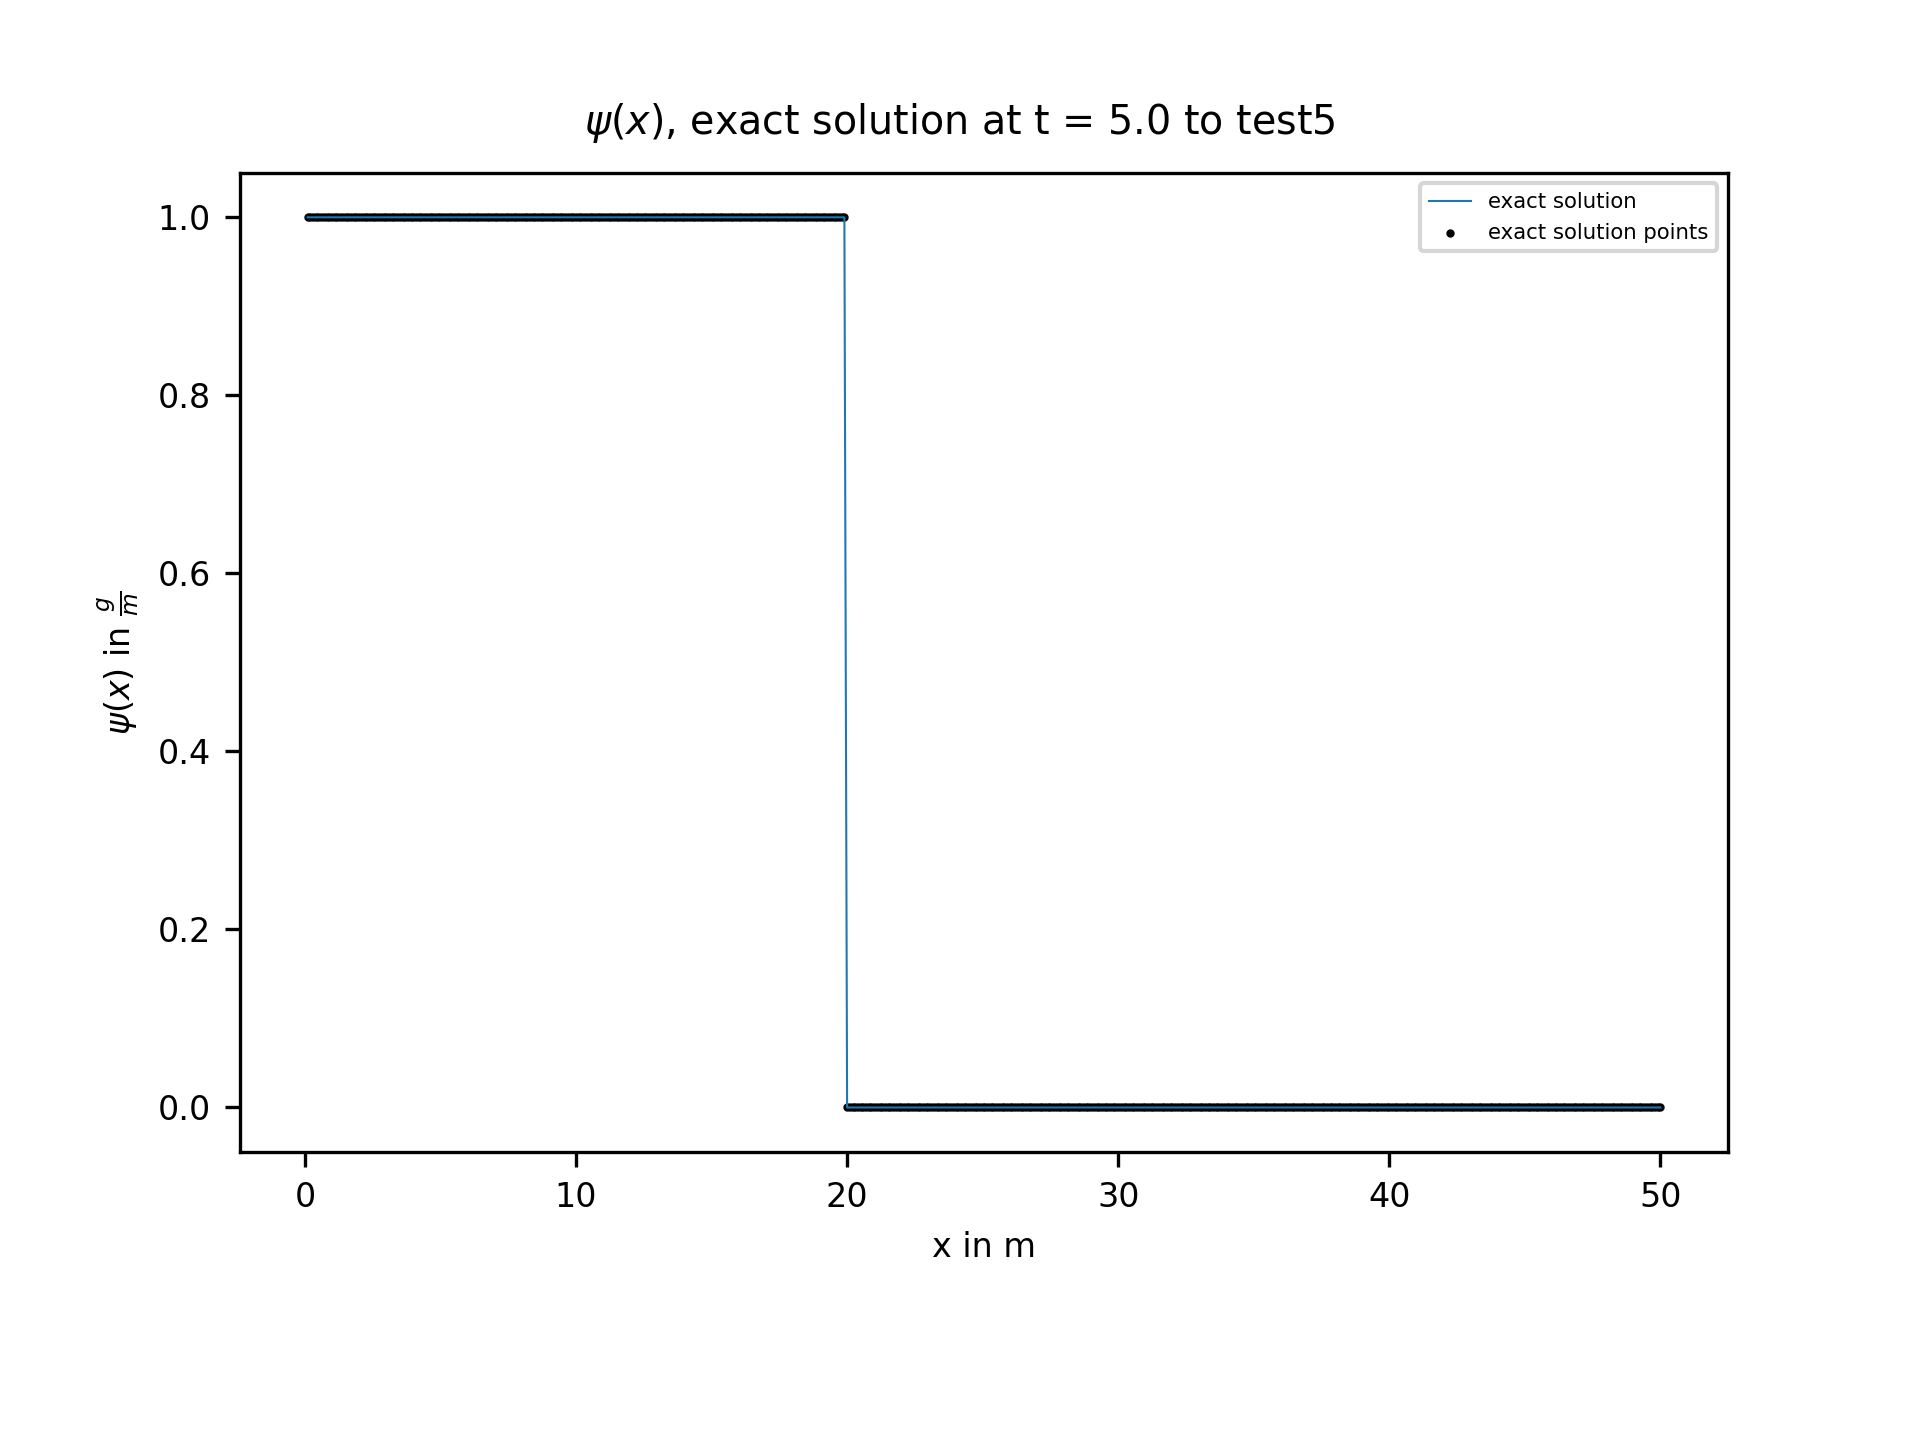 ψ(x), exact solution at t = 5.0 to test5
exact solution
exact solution points
1.0
0.8
0.6
0.4
0.2
0.0
ψ(x) in g/m
0 10 20 30 40 50
x in m